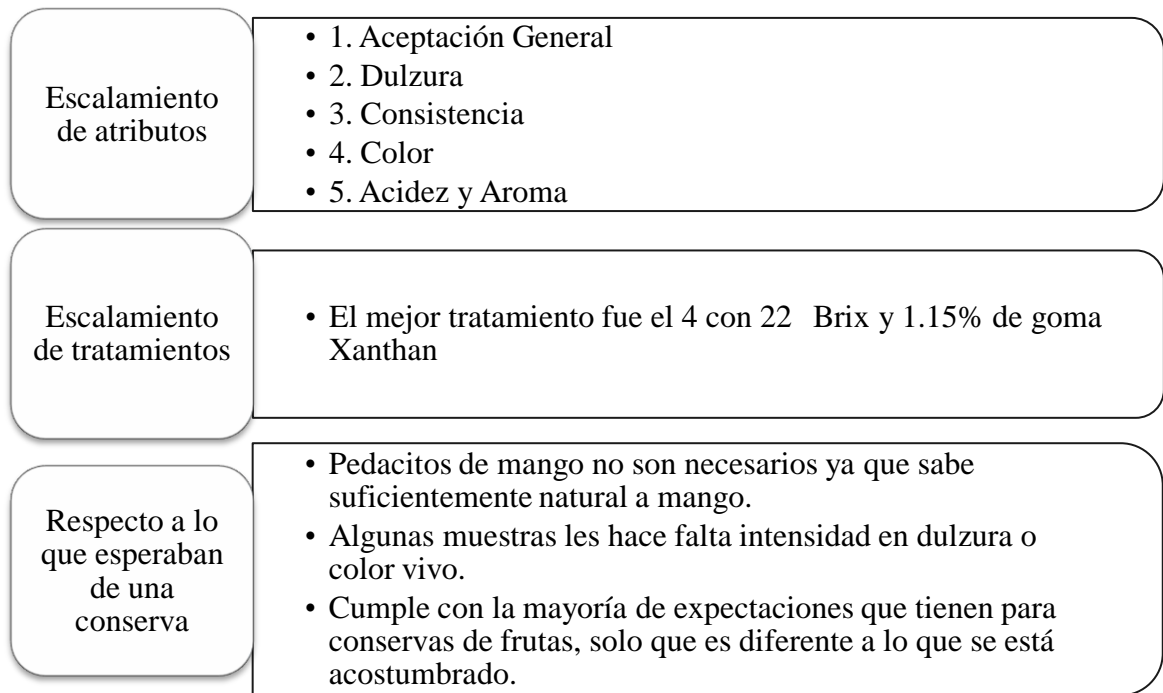 Escalamiento
de atributos
• 1. Aceptación General
• 2. Dulzura
• 3. Consistencia
• 4. Color
• 5. Acidez y Aroma
Escalamiento
de tratamientos
• El mejor tratamiento fue el 4 con 22 Brix y 1.15% de goma
Xanthan
Respecto a lo
que esperaban
de una
conserva
• Pedacitos de mango no son necesarios ya que sabe
suficientemente natural a mango.
• Algunas muestras les hace falta intensidad en dulzura o
color vivo.
• Cumple con la mayoría de expectaciones que tienen para
conservas de frutas, solo que es diferente a lo que se está
acostumbrado.